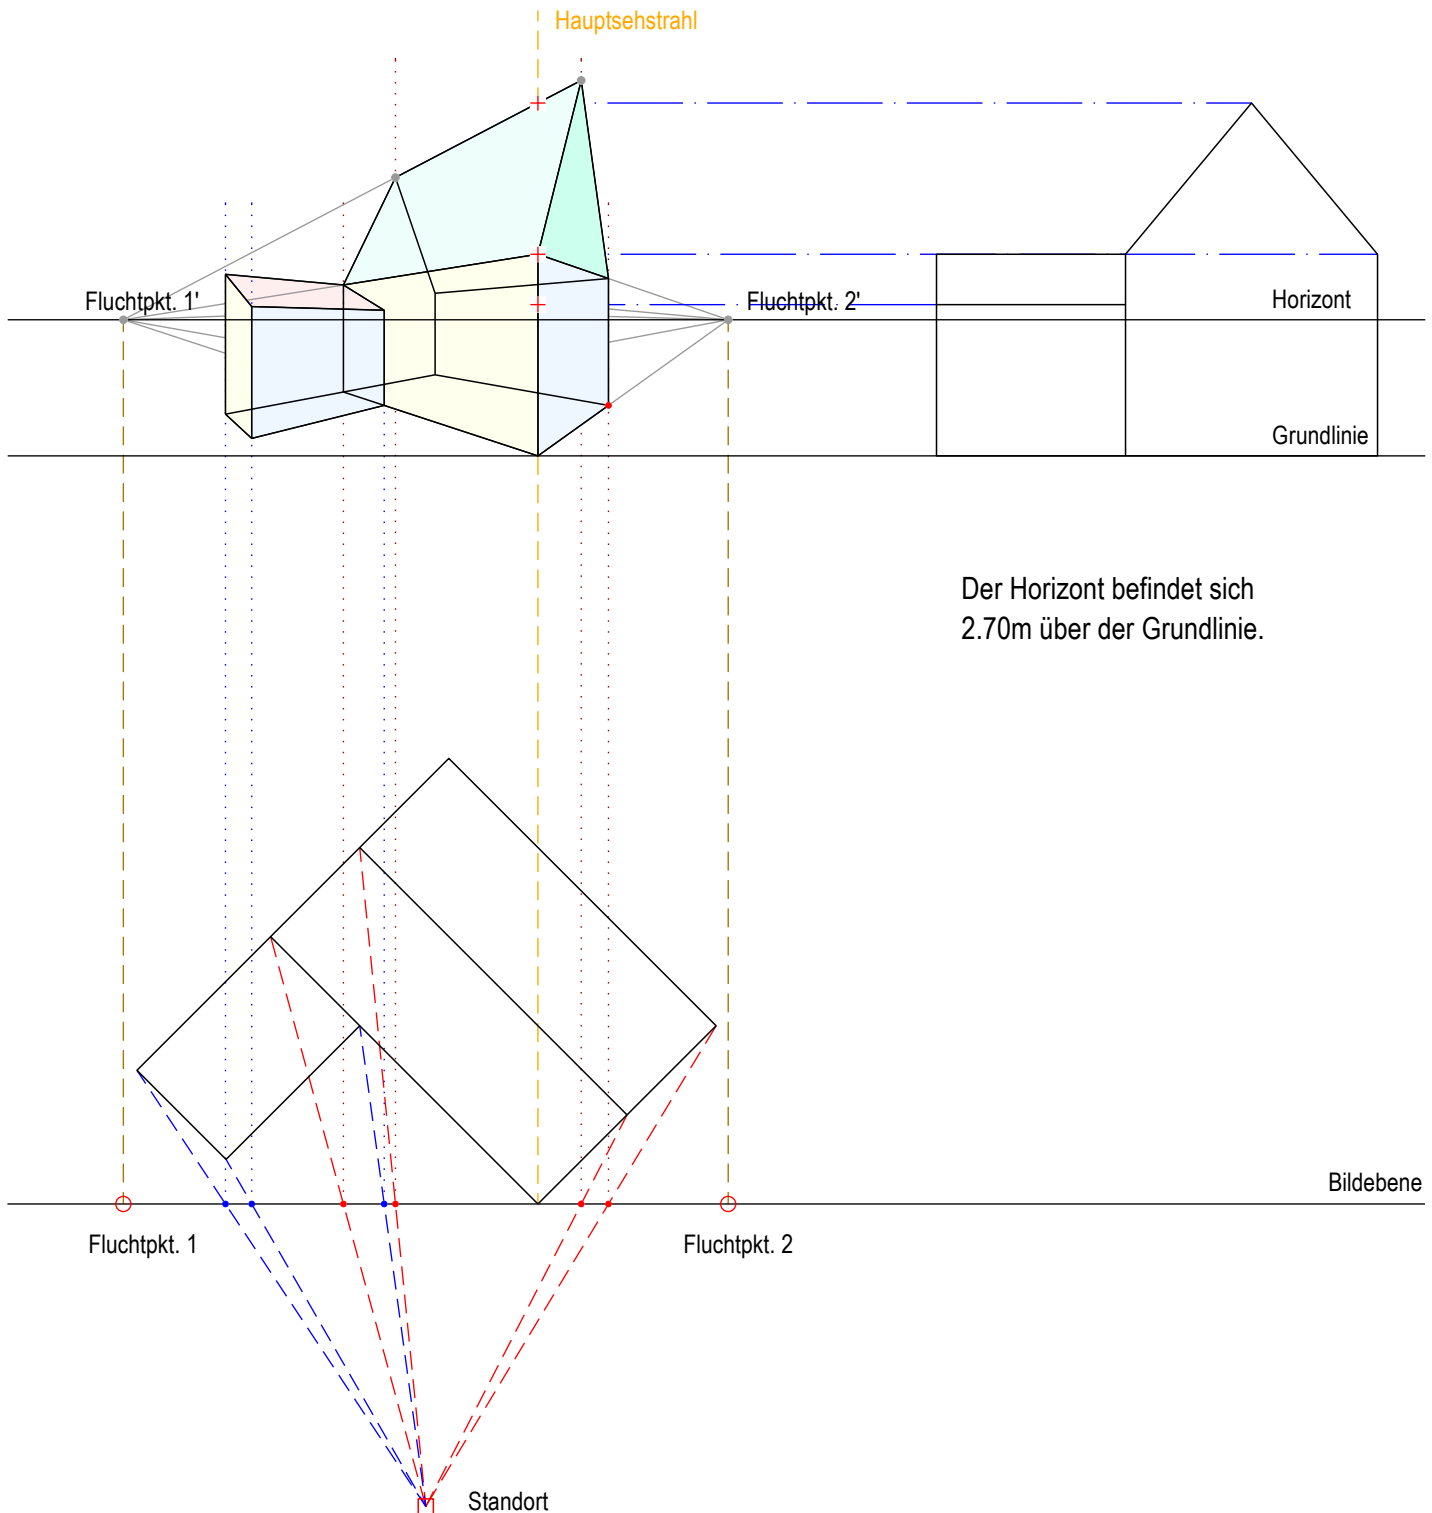 Hauptsehstrahl
Fluchtpkt. 1'
Fluchtpkt. 2'
Horizont
Grundlinie
Der Horizont befindet sich
2.70m über der Grundlinie.
Bildebene
Fluchtpkt. 1
Fluchtpkt. 2
Standort